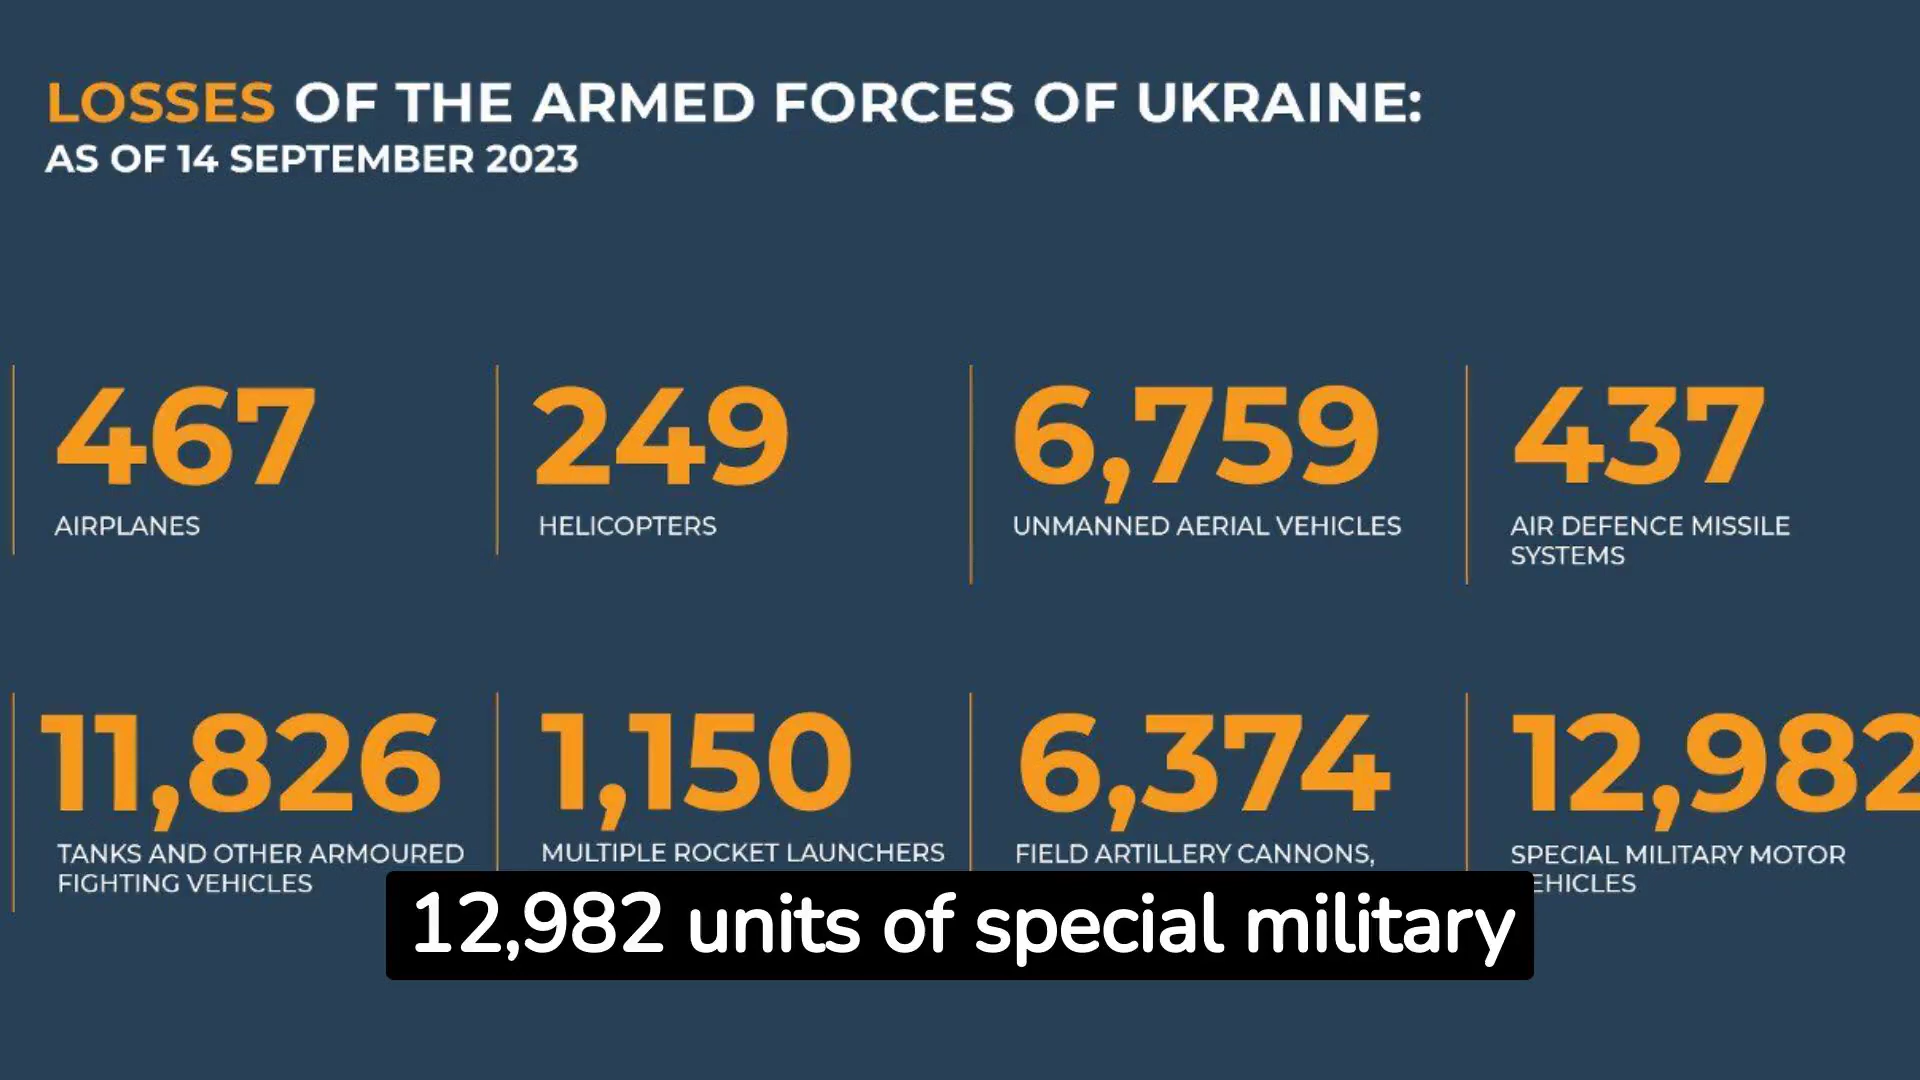 LOSSES OF THE ARMED FORCES OF UKRAINE:
AS OF 14 SEPTEMBER 2023
467
AIRPLANES
249
HELICOPTERS
6,759
UNMANNED AERIAL VEHICLES
437
AIR DEFENCE MISSILE
SYSTEMS
11,826
TANKS AND OTHER ARMOURED
FIGHTING VEHICLES
1,150
MULTIPLE ROCKET LAUNCHERS
6,374
FIELD ARTILLERY CANNONS,
12,982
SPECIAL MILITARY MOTOR
EHICLES
12,982 units of special military